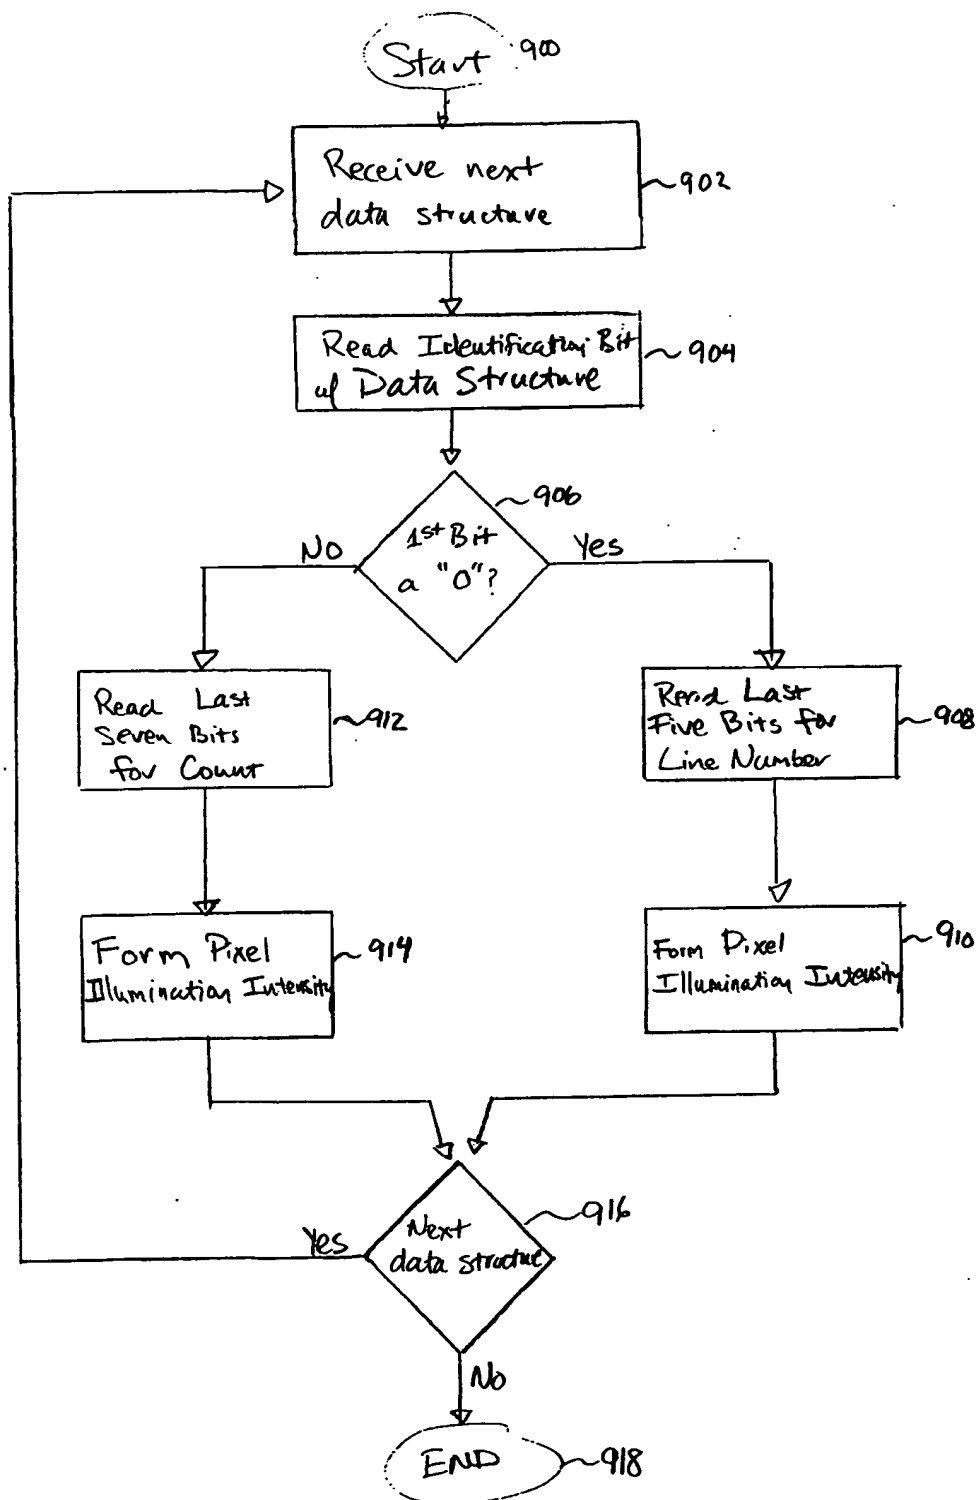 Start
900
Receive next
data structure
902
Read Identification Bit
w/ Data Structure
904
906
1st Bit
a "0"?
No
Yes
Read Last
Seven Bits
for Count
912
Read Last
Five Bits for
Line Number
908
Form Pixel
Illumination Intensity
914
Form Pixel
Illumination Intensity
910
Next
data structure
916
Yes
No
END
918